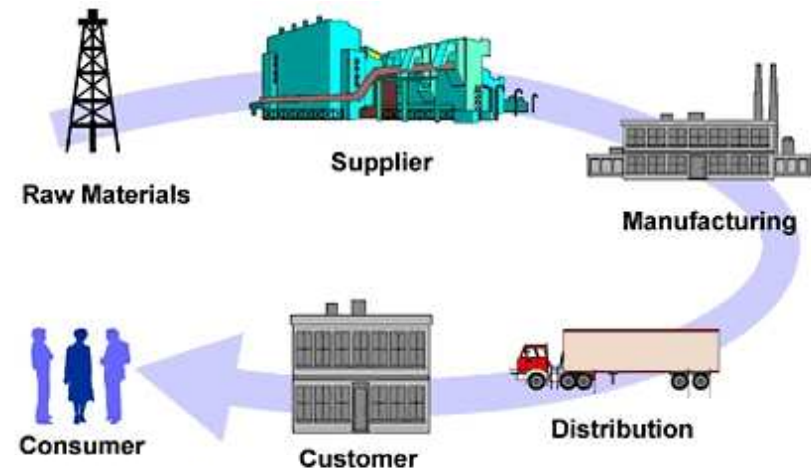 Raw Materials
Supplier
Manufacturing
Distribution
Customer
Consumer